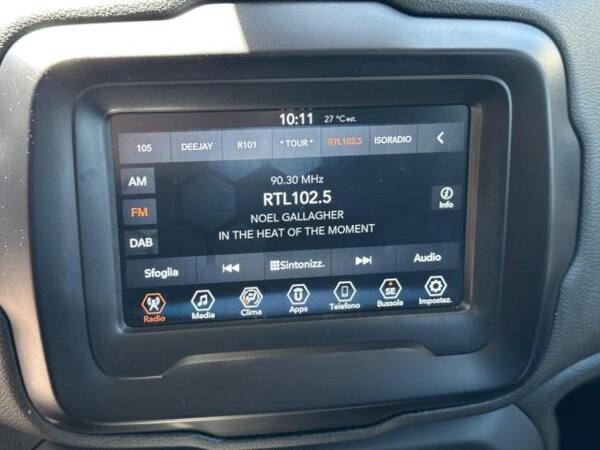 10:11 27 °C est.
105 DEEJAY R101 * TOUR * RTL102.5 ISORADIO
AM
90.30 MHz
RTL102.5
Info
FM
NOEL GALLAGHER
IN THE HEAT OF THE MOMENT
DAB
Sfoglia Sintonizz. Audio
Radio Media Clima Apps Telefono SE Bussola Impostaz.